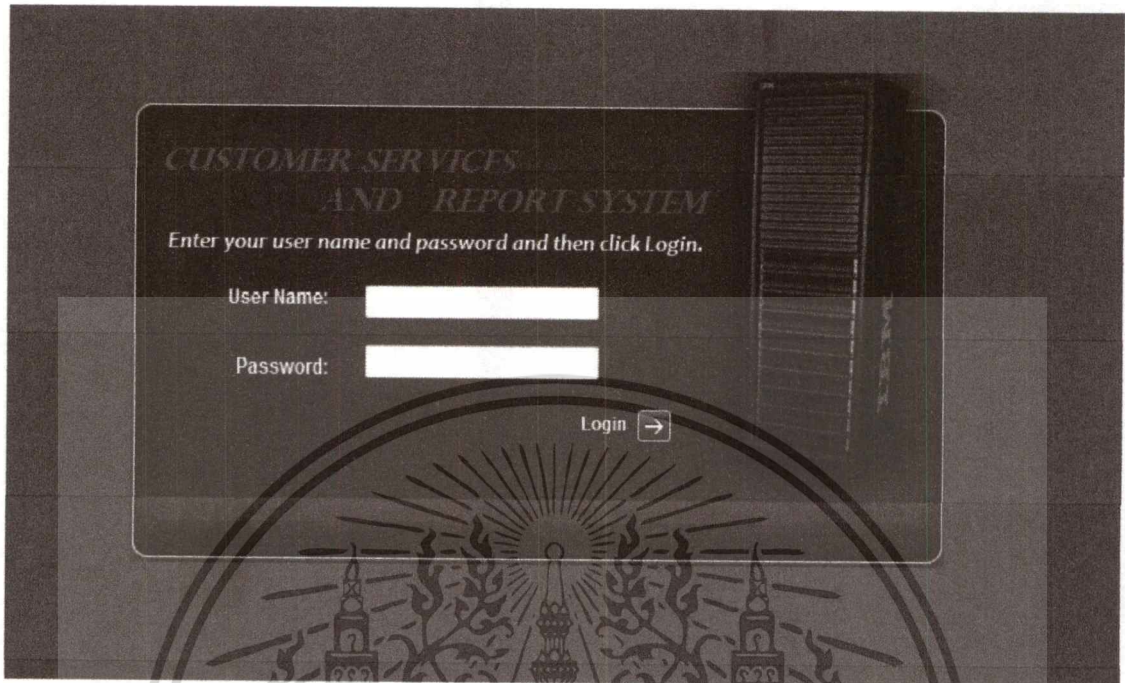 CUSTOMER SERVICES
AND REPORT SYSTEM
Enter your user name and password and then click Login.
User Name:
Password:
Login